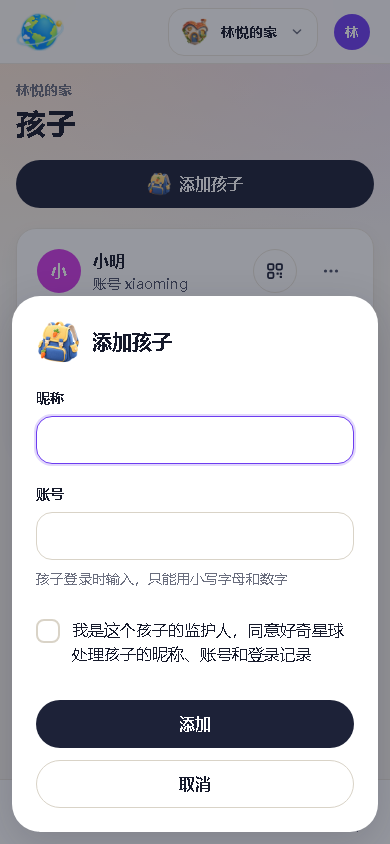 林悦的家
林
林悦的家
孩子
添加孩子
小
小明
账号 xiaoming
添加孩子
昵称
账号
孩子登录时输入，只能用小写字母和数字
我是这个孩子的监护人，同意好奇星球
处理孩子的昵称、账号和登录记录
添加
取消